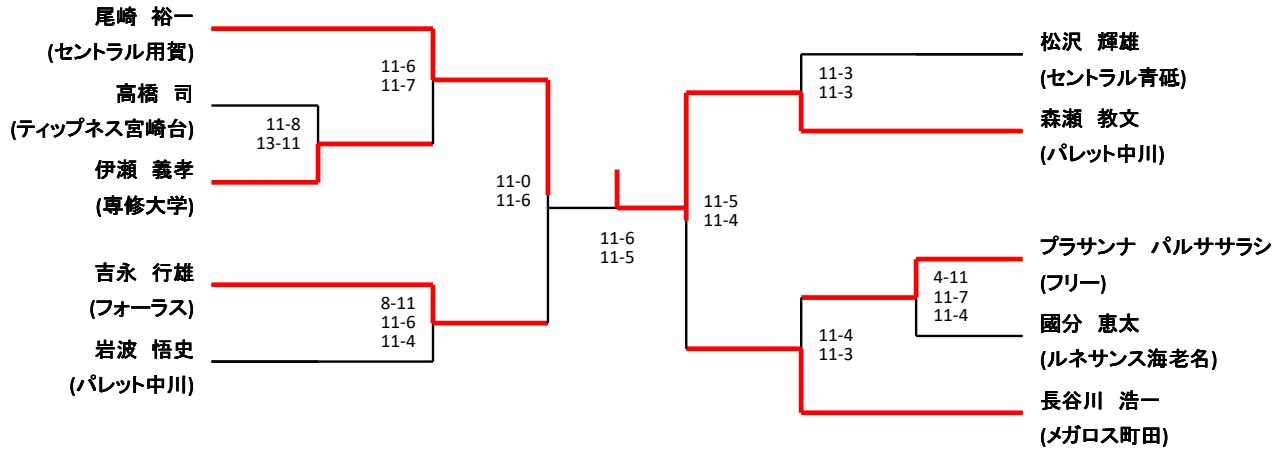 尾崎　裕一
(セントラル用賀)
高橋　司
(ティップネス宮崎台)
伊瀬　義孝
(専修大学)
吉永　行雄
(フォーラス)
岩波　悟史
(パレット中川)
11-6
11-7
11-8
13-11
8-11
11-6
11-4
11-0
11-6
11-6
11-5
11-5
11-4
11-3
11-3
4-11
11-7
11-4
11-4
11-3
松沢　輝雄
(セントラル青砥)
森瀬　教文
(パレット中川)
プラサンナ　パルササラシ
(フリー)
國分　恵太
(ルネサンス海老名)
長谷川　浩一
(メガロス町田)